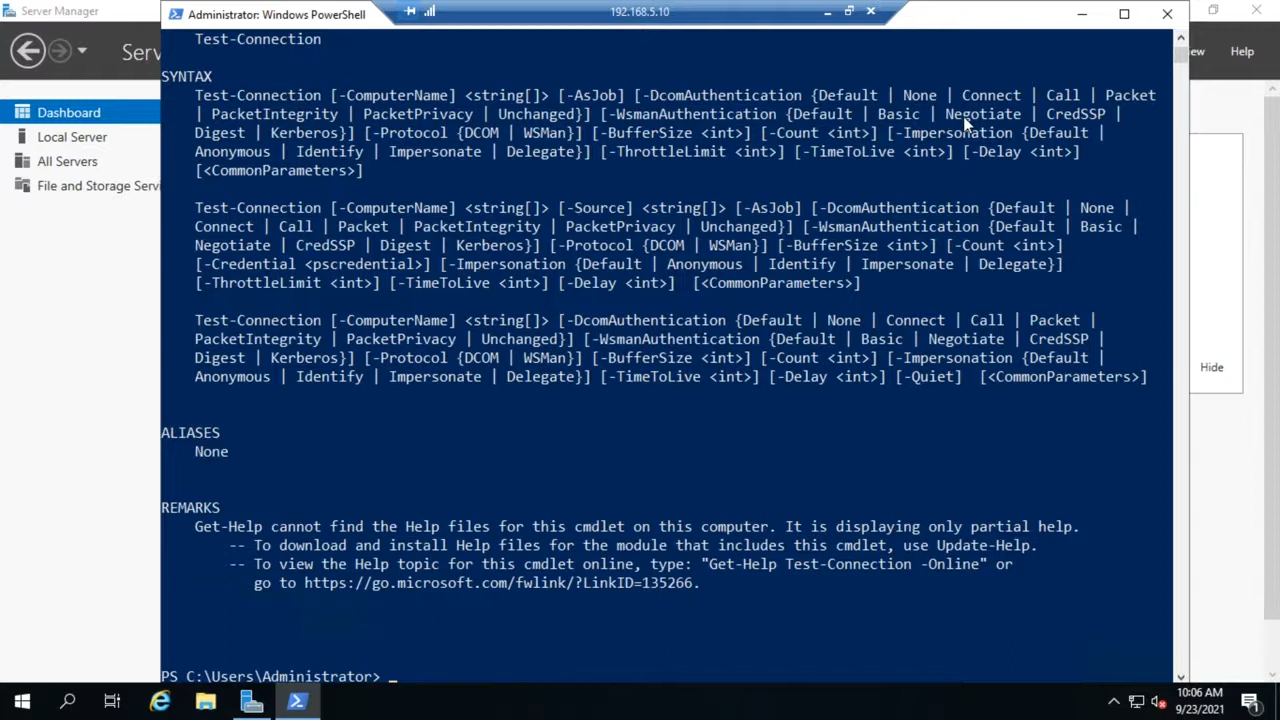 Server Manager
Administrator: Windows PowerShell
192.168.5.10
Serv
ew
Help
Dashboard
Local Server
All Servers
File and Storage Servi
Test-Connection
SYNTAX
Test-Connection [-ComputerName] <string[]> [-AsJob] [-DcomAuthentication {Default | None | Connect | Call | Packet
| PacketIntegrity | PacketPrivacy | Unchanged}] [-WsmanAuthentication {Default | Basic | Negotiate | CredSSP |
Digest | Kerberos}] [-Protocol {DCOM | WSMan}] [-BufferSize <int>] [-Count <int>] [-Impersonation {Default |
Anonymous | Identify | Impersonate | Delegate}] [-ThrottleLimit <int>] [-TimeToLive <int>] [-Delay <int>]
[<CommonParameters>]
Test-Connection [-ComputerName] <string[]> [-Source] <string[]> [-AsJob] [-DcomAuthentication {Default | None |
Connect | Call | Packet | PacketIntegrity | PacketPrivacy | Unchanged}] [-WsmanAuthentication {Default | Basic |
Negotiate | CredSSP | Digest | Kerberos}] [-Protocol {DCOM | WSMan}] [-BufferSize <int>] [-Count <int>]
[-Credential <pscredential>] [-Impersonation {Default | Anonymous | Identify | Impersonate | Delegate}]
[-ThrottleLimit <int>] [-TimeToLive <int>] [-Delay <int>]  [<CommonParameters>]
Test-Connection [-ComputerName] <string[]> [-DcomAuthentication {Default | None | Connect | Call | Packet |
PacketIntegrity | PacketPrivacy | Unchanged}] [-WsmanAuthentication {Default | Basic | Negotiate | CredSSP |
Digest | Kerberos}] [-Protocol {DCOM | WSMan}] [-BufferSize <int>] [-Count <int>] [-Impersonation {Default |
Anonymous | Identify | Impersonate | Delegate}] [-TimeToLive <int>] [-Delay <int>] [-Quiet]  [<CommonParameters>]
Hide
ALIASES
None
REMARKS
Get-Help cannot find the Help files for this cmdlet on this computer. It is displaying only partial help.
-- To download and install Help files for the module that includes this cmdlet, use Update-Help.
-- To view the Help topic for this cmdlet online, type: "Get-Help Test-Connection -Online" or
go to https://go.microsoft.com/fwlink/?LinkID=135266.
PS C:\Users\Administrator> _
10:06 AM
9/23/2021
1